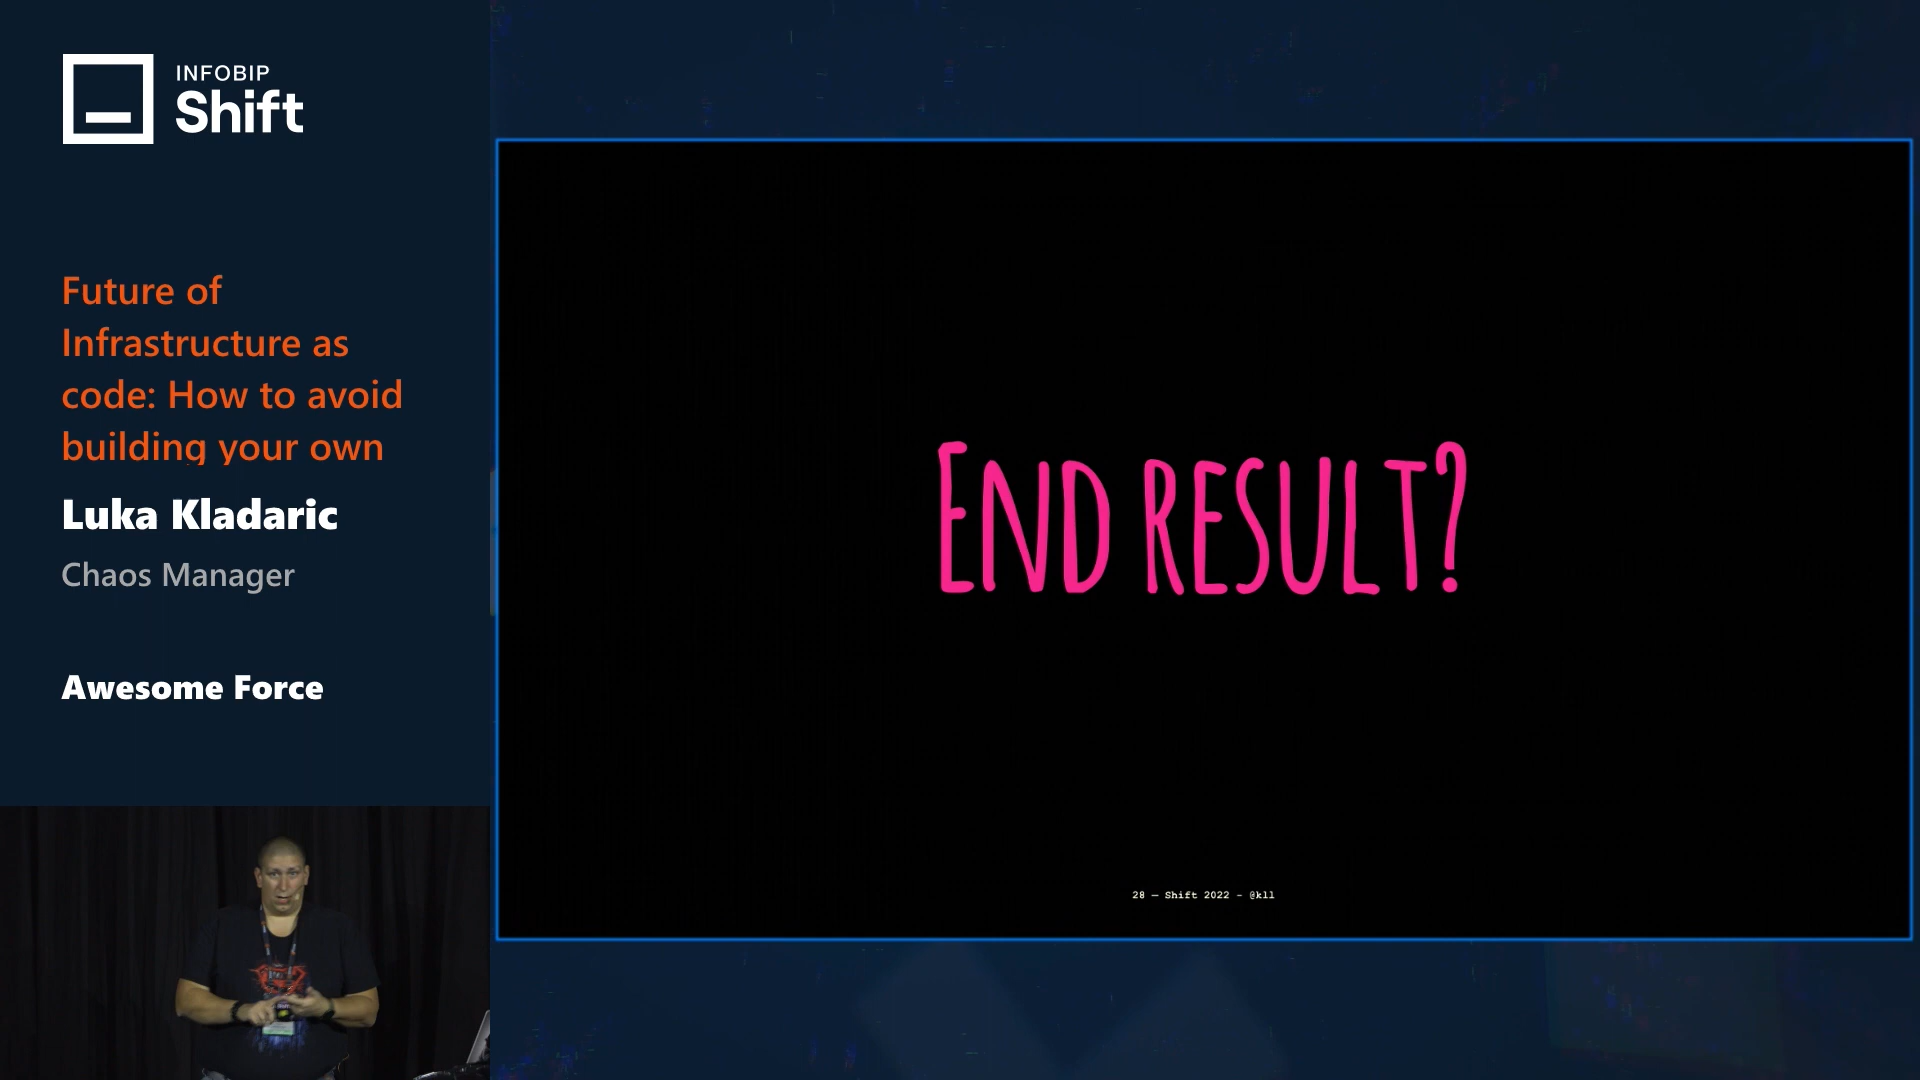 INFOBIP
Shift
Future of
Infrastructure as
code: How to avoid
building your own
Luka Kladaric
Chaos Manager
Awesome Force
END RESULT?
28 — Shift 2022 - @kll